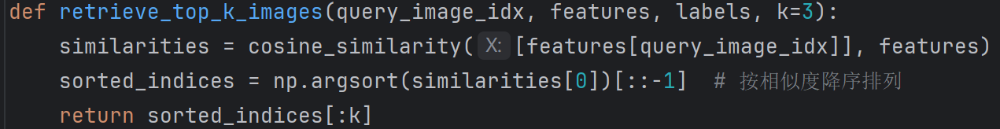 def retrieve_top_k_images(query_image_idx, features, labels, k=3):
    similarities = cosine_similarity( X: [features[query_image_idx]], features)
    sorted_indices = np.argsort(similarities[0])[::-1]  # 按相似度降序排列
    return sorted_indices[:k]